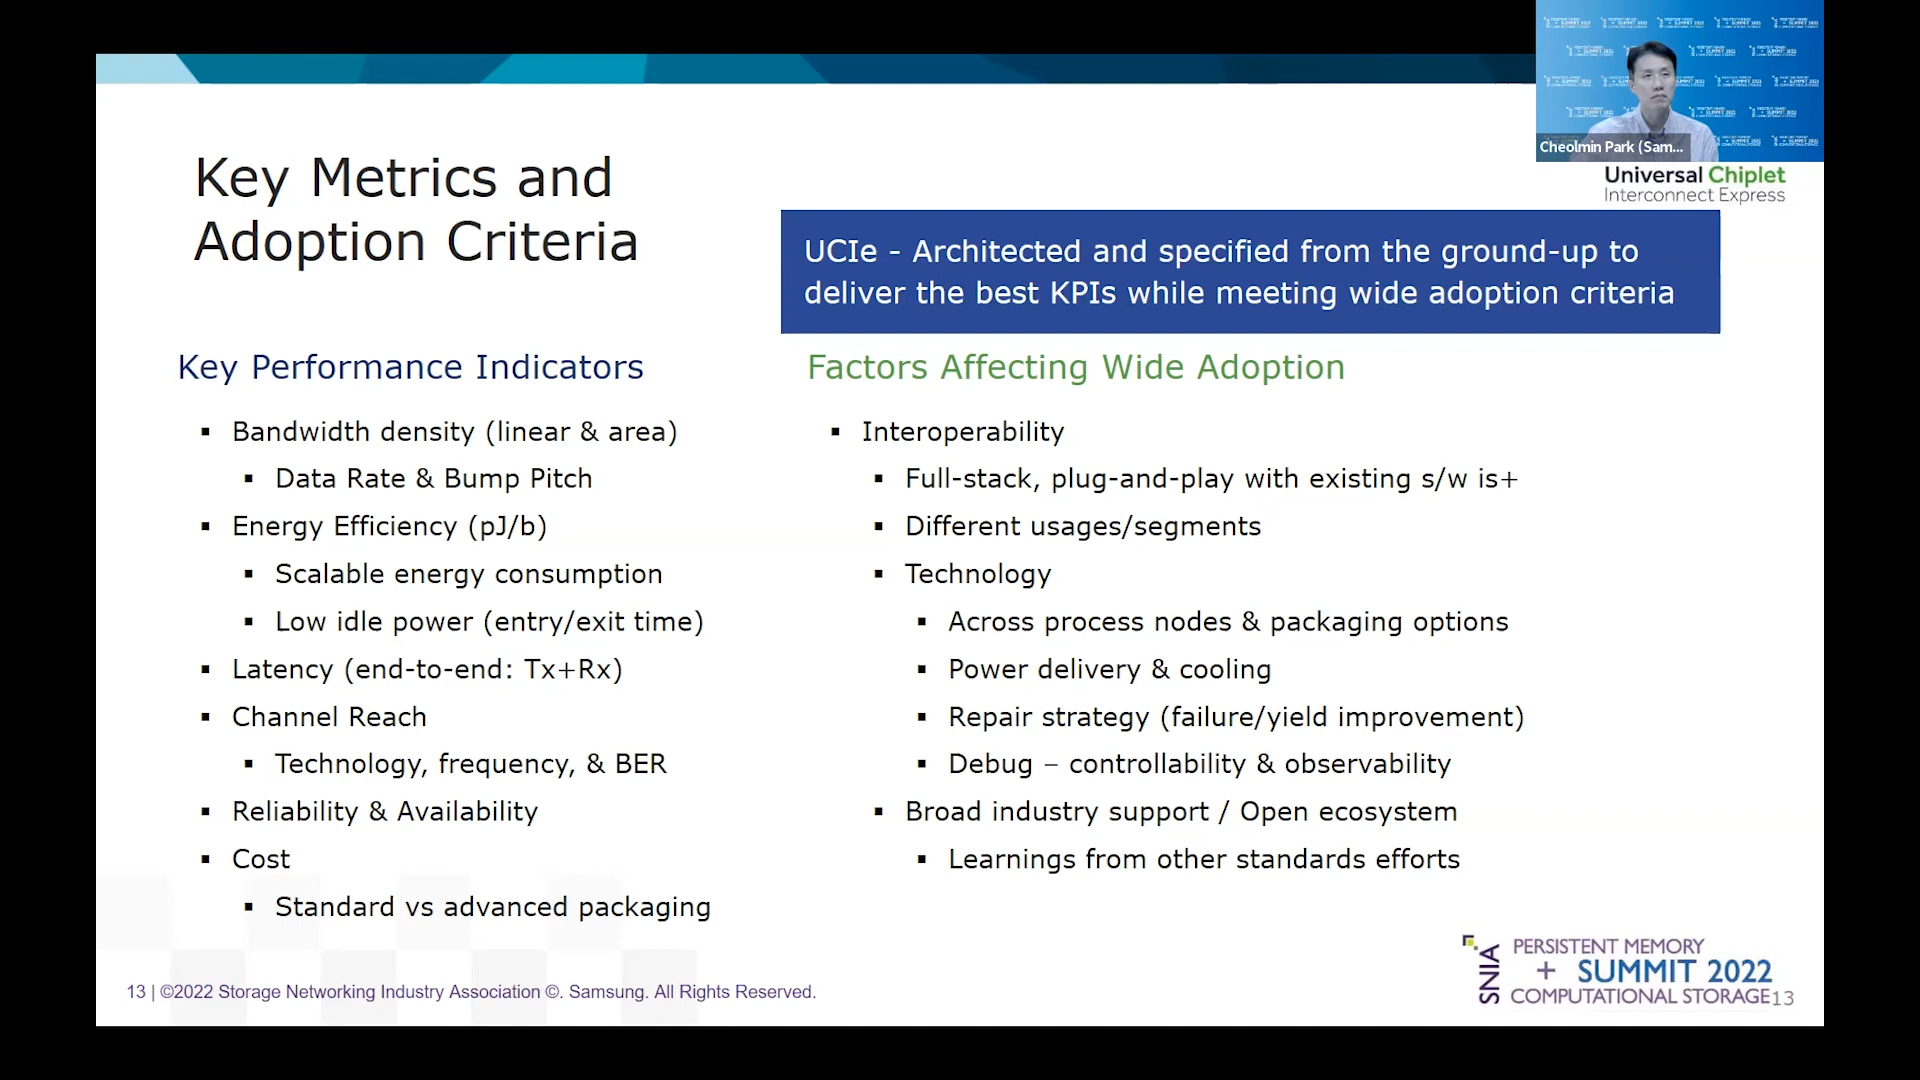 Cheolmin Park (Sam...
Universal Chiplet
Interconnect Express
Key Metrics and
Adoption Criteria
UCIe - Architected and specified from the ground-up to
deliver the best KPIs while meeting wide adoption criteria
Key Performance Indicators
▪ Bandwidth density (linear & area)
▪ Data Rate & Bump Pitch
▪ Energy Efficiency (pJ/b)
▪ Scalable energy consumption
▪ Low idle power (entry/exit time)
▪ Latency (end-to-end: Tx+Rx)
▪ Channel Reach
▪ Technology, frequency, & BER
▪ Reliability & Availability
▪ Cost
▪ Standard vs advanced packaging
Factors Affecting Wide Adoption
▪ Interoperability
▪ Full-stack, plug-and-play with existing s/w is+
▪ Different usages/segments
▪ Technology
▪ Across process nodes & packaging options
▪ Power delivery & cooling
▪ Repair strategy (failure/yield improvement)
▪ Debug – controllability & observability
▪ Broad industry support / Open ecosystem
▪ Learnings from other standards efforts
13 | ©2022 Storage Networking Industry Association ©. Samsung. All Rights Reserved.
SNIA
PERSISTENT MEMORY
+ SUMMIT 2022
COMPUTATIONAL STORAGE
13